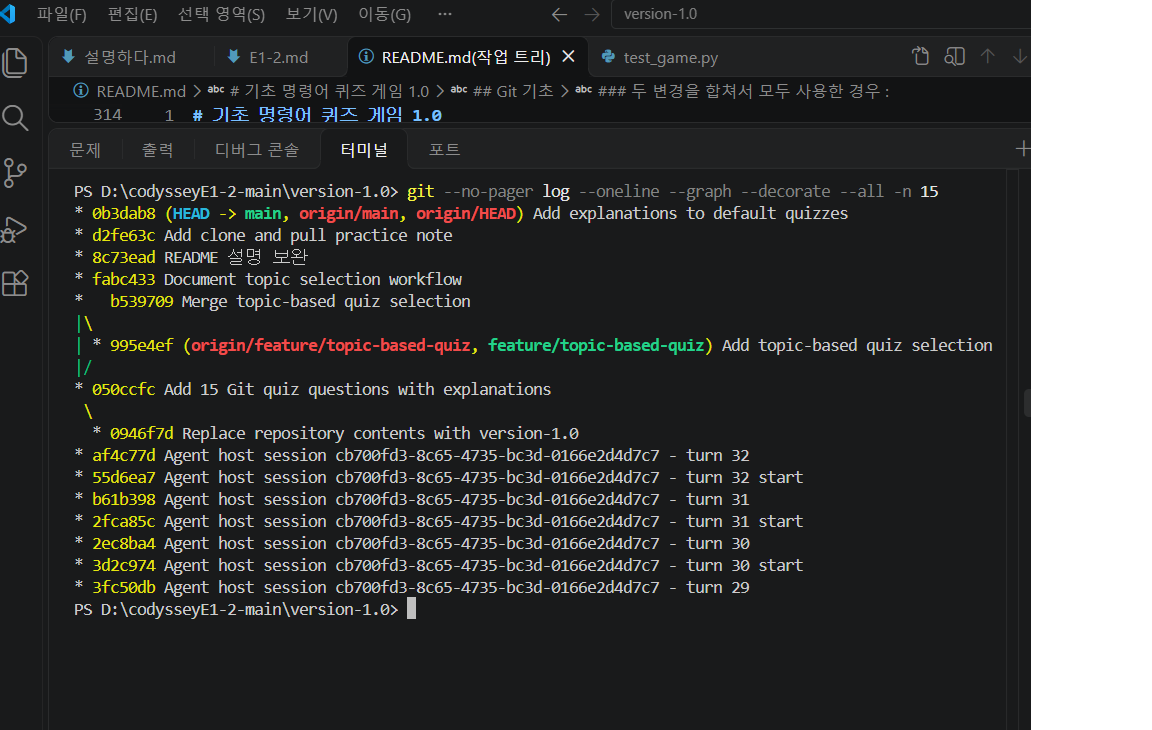 파일(F) 편집(E) 선택 영역(S) 보기(V) 이동(G) ··· ← → version-1.0
설명하다.md E1-2.md README.md(작업 트리) × test_game.py
README.md > # 기초 명령어 퀴즈 게임 1.0 > ## Git 기초 > ### 두 변경을 합쳐서 모두 사용한 경우 :
314 1 # 기초 명령어 퀴즈 게임 1.0
문제 출력 디버그 콘솔 터미널 포트
PS D:\codysseyE1-2-main\version-1.0> git --no-pager log --oneline --graph --decorate --all -n 15
* 0b3dab8 (HEAD -> main, origin/main, origin/HEAD) Add explanations to default quizzes
* d2fe63c Add clone and pull practice note
* 8c73ead README 설명 보완
* fabc433 Document topic selection workflow
*   b539709 Merge topic-based quiz selection
|\
| * 995e4ef (origin/feature/topic-based-quiz, feature/topic-based-quiz) Add topic-based quiz selection
|/
* 050ccfc Add 15 Git quiz questions with explanations
 \
  * 0946f7d Replace repository contents with version-1.0
* af4c77d Agent host session cb700fd3-8c65-4735-bc3d-0166e2d4d7c7 - turn 32
* 55d6ea7 Agent host session cb700fd3-8c65-4735-bc3d-0166e2d4d7c7 - turn 32 start
* b61b398 Agent host session cb700fd3-8c65-4735-bc3d-0166e2d4d7c7 - turn 31
* 2fca85c Agent host session cb700fd3-8c65-4735-bc3d-0166e2d4d7c7 - turn 31 start
* 2ec8ba4 Agent host session cb700fd3-8c65-4735-bc3d-0166e2d4d7c7 - turn 30
* 3d2c974 Agent host session cb700fd3-8c65-4735-bc3d-0166e2d4d7c7 - turn 30 start
* 3fc50db Agent host session cb700fd3-8c65-4735-bc3d-0166e2d4d7c7 - turn 29
PS D:\codysseyE1-2-main\version-1.0>